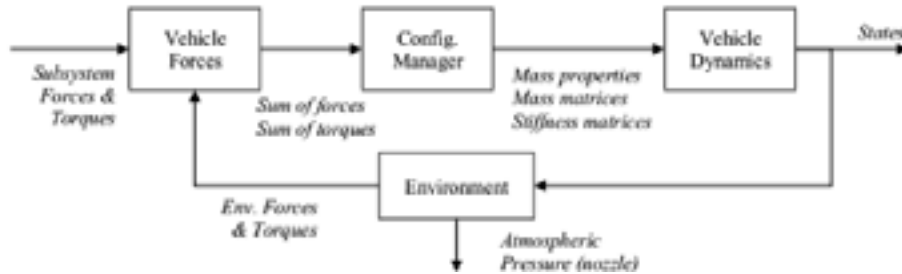 Vehicle
Forces
Config.
Manager
Vehicle
Dynamics
States
Subsystem
Forces &
Torques
Sum of forces
Sum of torques
Mass properties
Mass matrices
Stiffness matrices
Environment
Env. Forces
& Torques
Atmospheric
Pressure (nozzle)